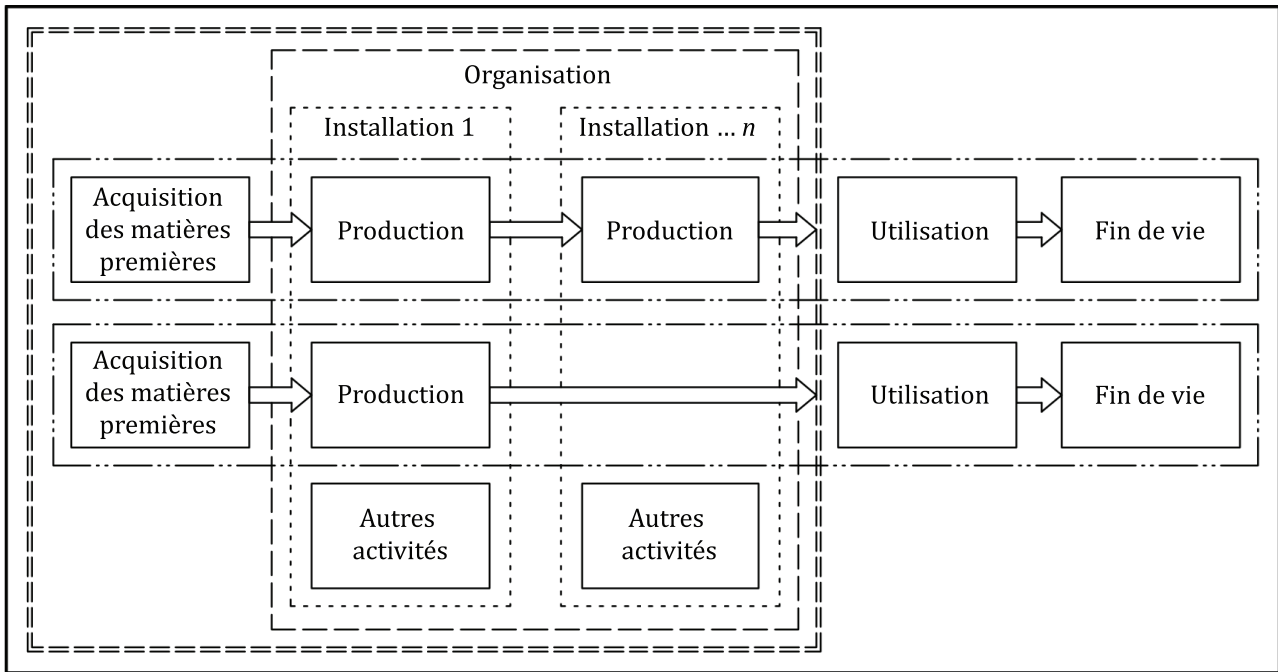 Organisation
Installation 1
Installation ... n
Acquisition
des matières
premières
Production
Production
Utilisation
Fin de vie
Acquisition
des matières
premières
Production
Utilisation
Fin de vie
Autres
activités
Autres
activités